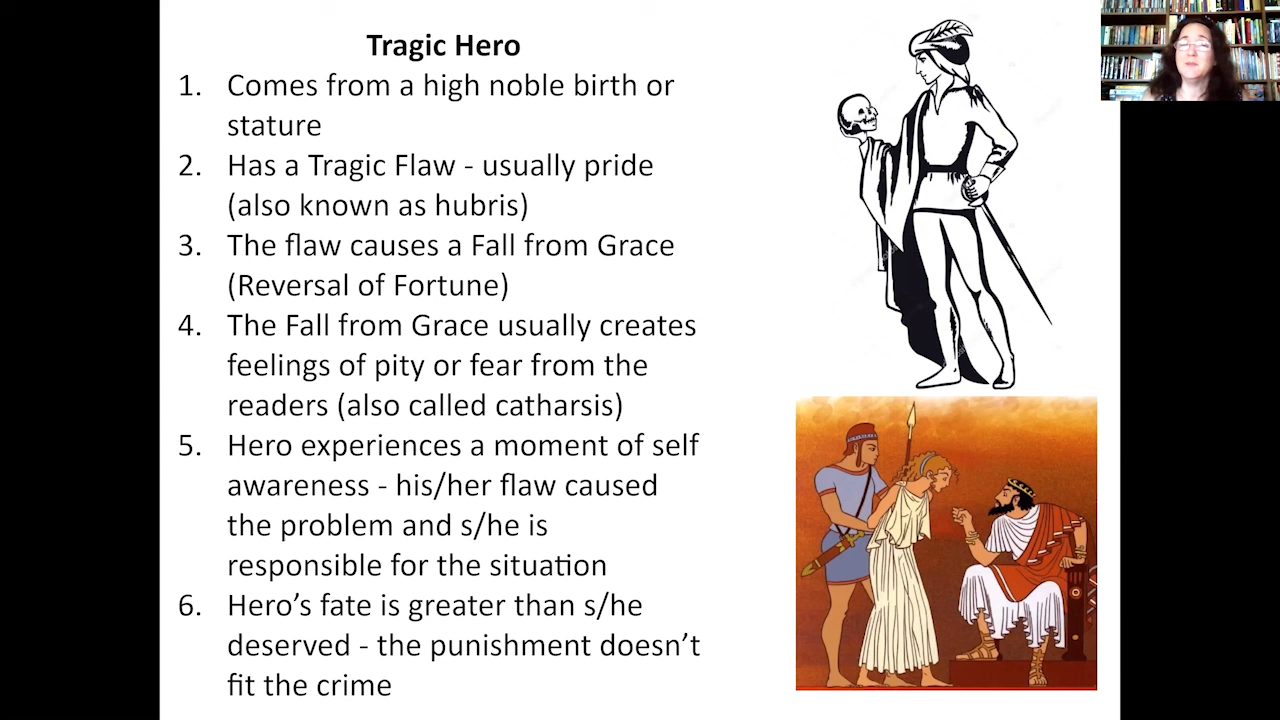 Tragic Hero
1. Comes from a high noble birth or
stature
2. Has a Tragic Flaw - usually pride
(also known as hubris)
3. The flaw causes a Fall from Grace
(Reversal of Fortune)
4. The Fall from Grace usually creates
feelings of pity or fear from the
readers (also called catharsis)
5. Hero experiences a moment of self
awareness - his/her flaw caused
the problem and s/he is
responsible for the situation
6. Hero’s fate is greater than s/he
deserved - the punishment doesn’t
fit the crime